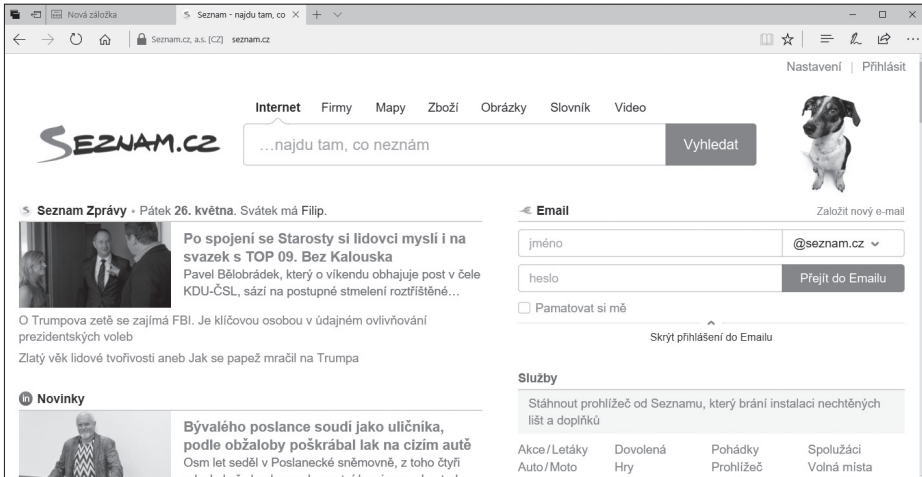 Nová záložka
Seznam - najdu tam, co
Seznam.cz, a.s. [CZ] seznam.cz
Nastavení | Přihlásit
Internet Firmy Mapy Zboží Obrázky Slovník Video
SEZNAM.CZ
...najdu tam, co neznám
Vyhledat
Seznam Zprávy • Pátek 26. května. Svátek má Filip.
Po spojení se Starosty si lidovci myslí i na
svazek s TOP 09. Bez Kalouska
Pavel Bělobrádek, který o víkendu obhajuje post v čele
KDU-ČSL, sází na postupné stmelení roztříštěné...
O Trumpova zetě se zajímá FBI. Je klíčovou osobou v údajném ovlivňování
prezidentských voleb
Zlatý věk lidové tvořivosti aneb Jak se papež mračil na Trumpa
Novinky
Bývalého poslance soudí jako uličníka,
podle obžaloby poškrábal lak na cizím autě
Osm let seděl v Poslanecké sněmovně, z toho čtyři
Email
Založit nový e-mail
jméno
@seznam.cz
heslo
Přejít do Emailu
Pamatovat si mě
Skrýt přihlášení do Emailu
Služby
Stáhnout prohlížeč od Seznamu, který brání instalaci nechtěných
lišt a doplňků
Akce/Letáky Dovolená Pohádky Spolužáci
Auto/Moto Hry Prohlížeč Volná místa